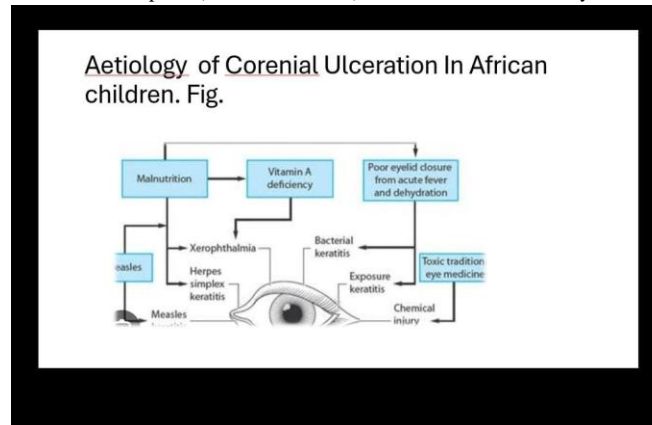 Aetiology of Corenial Ulceration In African
children. Fig.
Malnutrition
Vitamin A
deficiency
Poor eyelid closure
from acute fever
and dehydration
Xerophthalmia
Bacterial
keratitis
easles
Herpes
simplex
keratitis
Exposure
keratitis
Toxic tradition
eye medicine
Measles
Chemical
injury